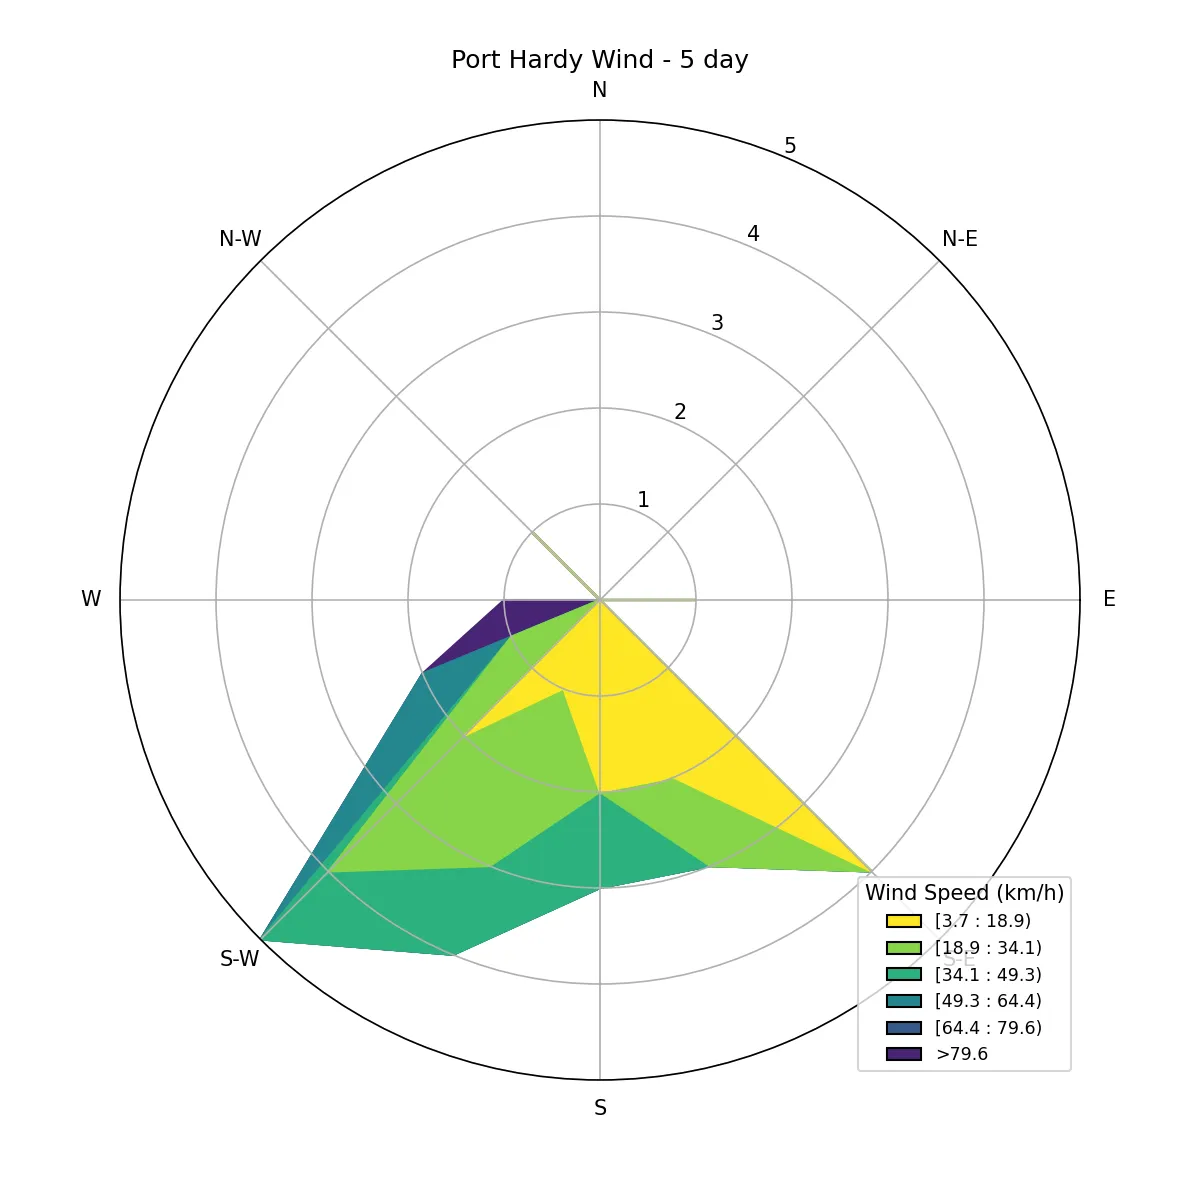 Port Hardy Wind - 5 day
N
5
N-W
4
N-E
3
2
1
W
E
Wind Speed (km/h)
[3.7 : 18.9)
[18.9 : 34.1)
S-W
S-E
[34.1 : 49.3)
[49.3 : 64.4)
[64.4 : 79.6)
>79.6
S